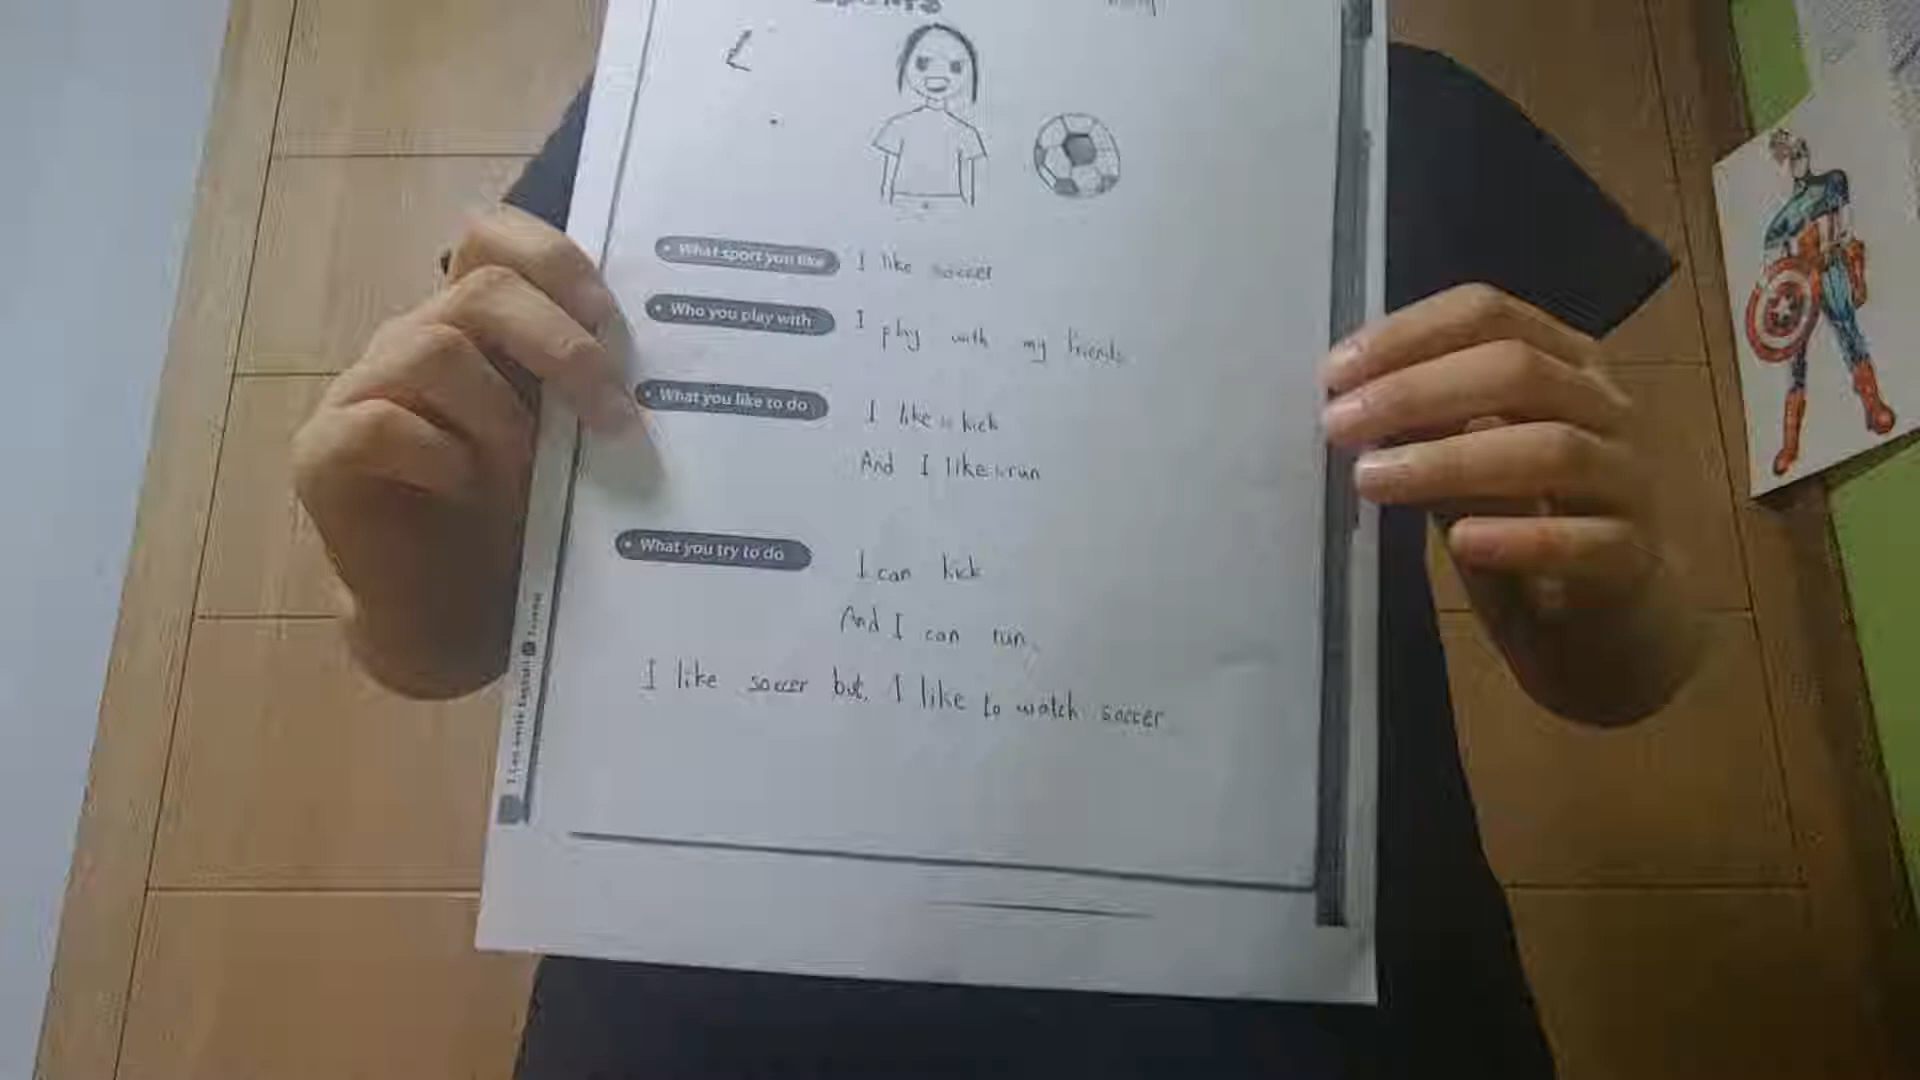 • What sport you like I like soccer
• Who you play with I play with my friends
• What you like to do I like to kick
And I like to run
• What you try to do I can kick
And I can run
I like soccer but, I like to watch soccer